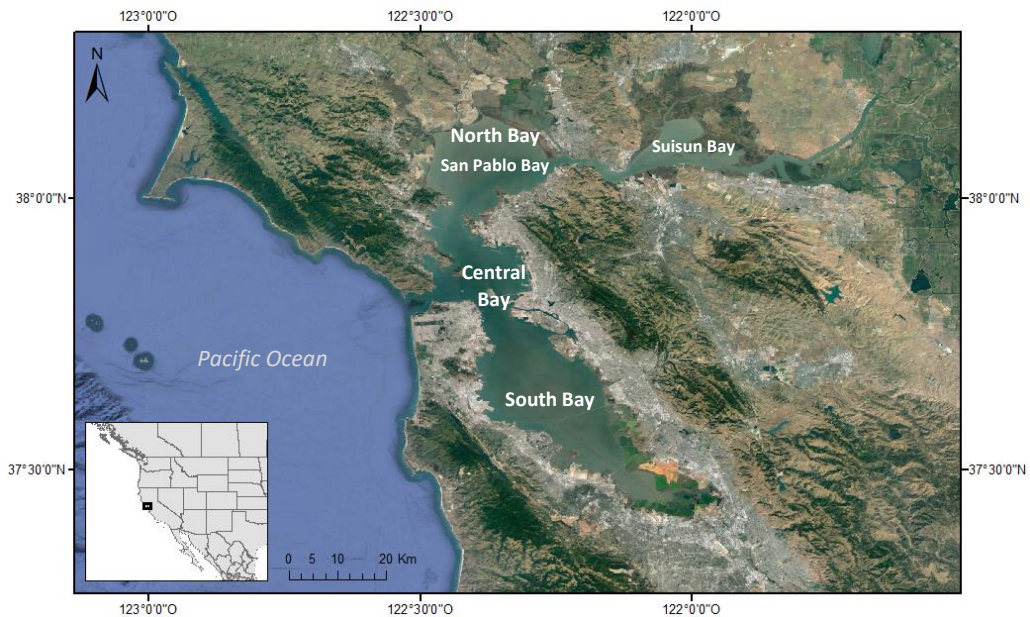 123°0'0"O 122°30'0"O 122°0'0"O
N
North Bay
San Pablo Bay
Suisun Bay
38°0'0"N 38°0'0"N
Central
Bay
Pacific Ocean
South Bay
37°30'0"N 37°30'0"N
0 5 10 20 Km
123°0'0"O 122°30'0"O 122°0'0"O